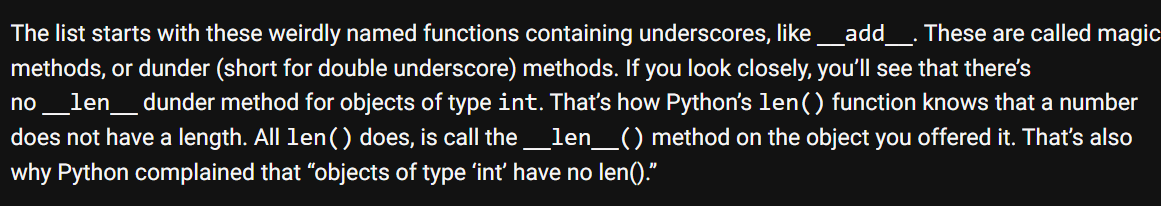 The list starts with these weirdly named functions containing underscores, like __add__. These are called magic
methods, or dunder (short for double underscore) methods. If you look closely, you’ll see that there’s
no __len__ dunder method for objects of type int. That’s how Python’s len() function knows that a number
does not have a length. All len() does, is call the __len__() method on the object you offered it. That’s also
why Python complained that “objects of type ‘int’ have no len().”